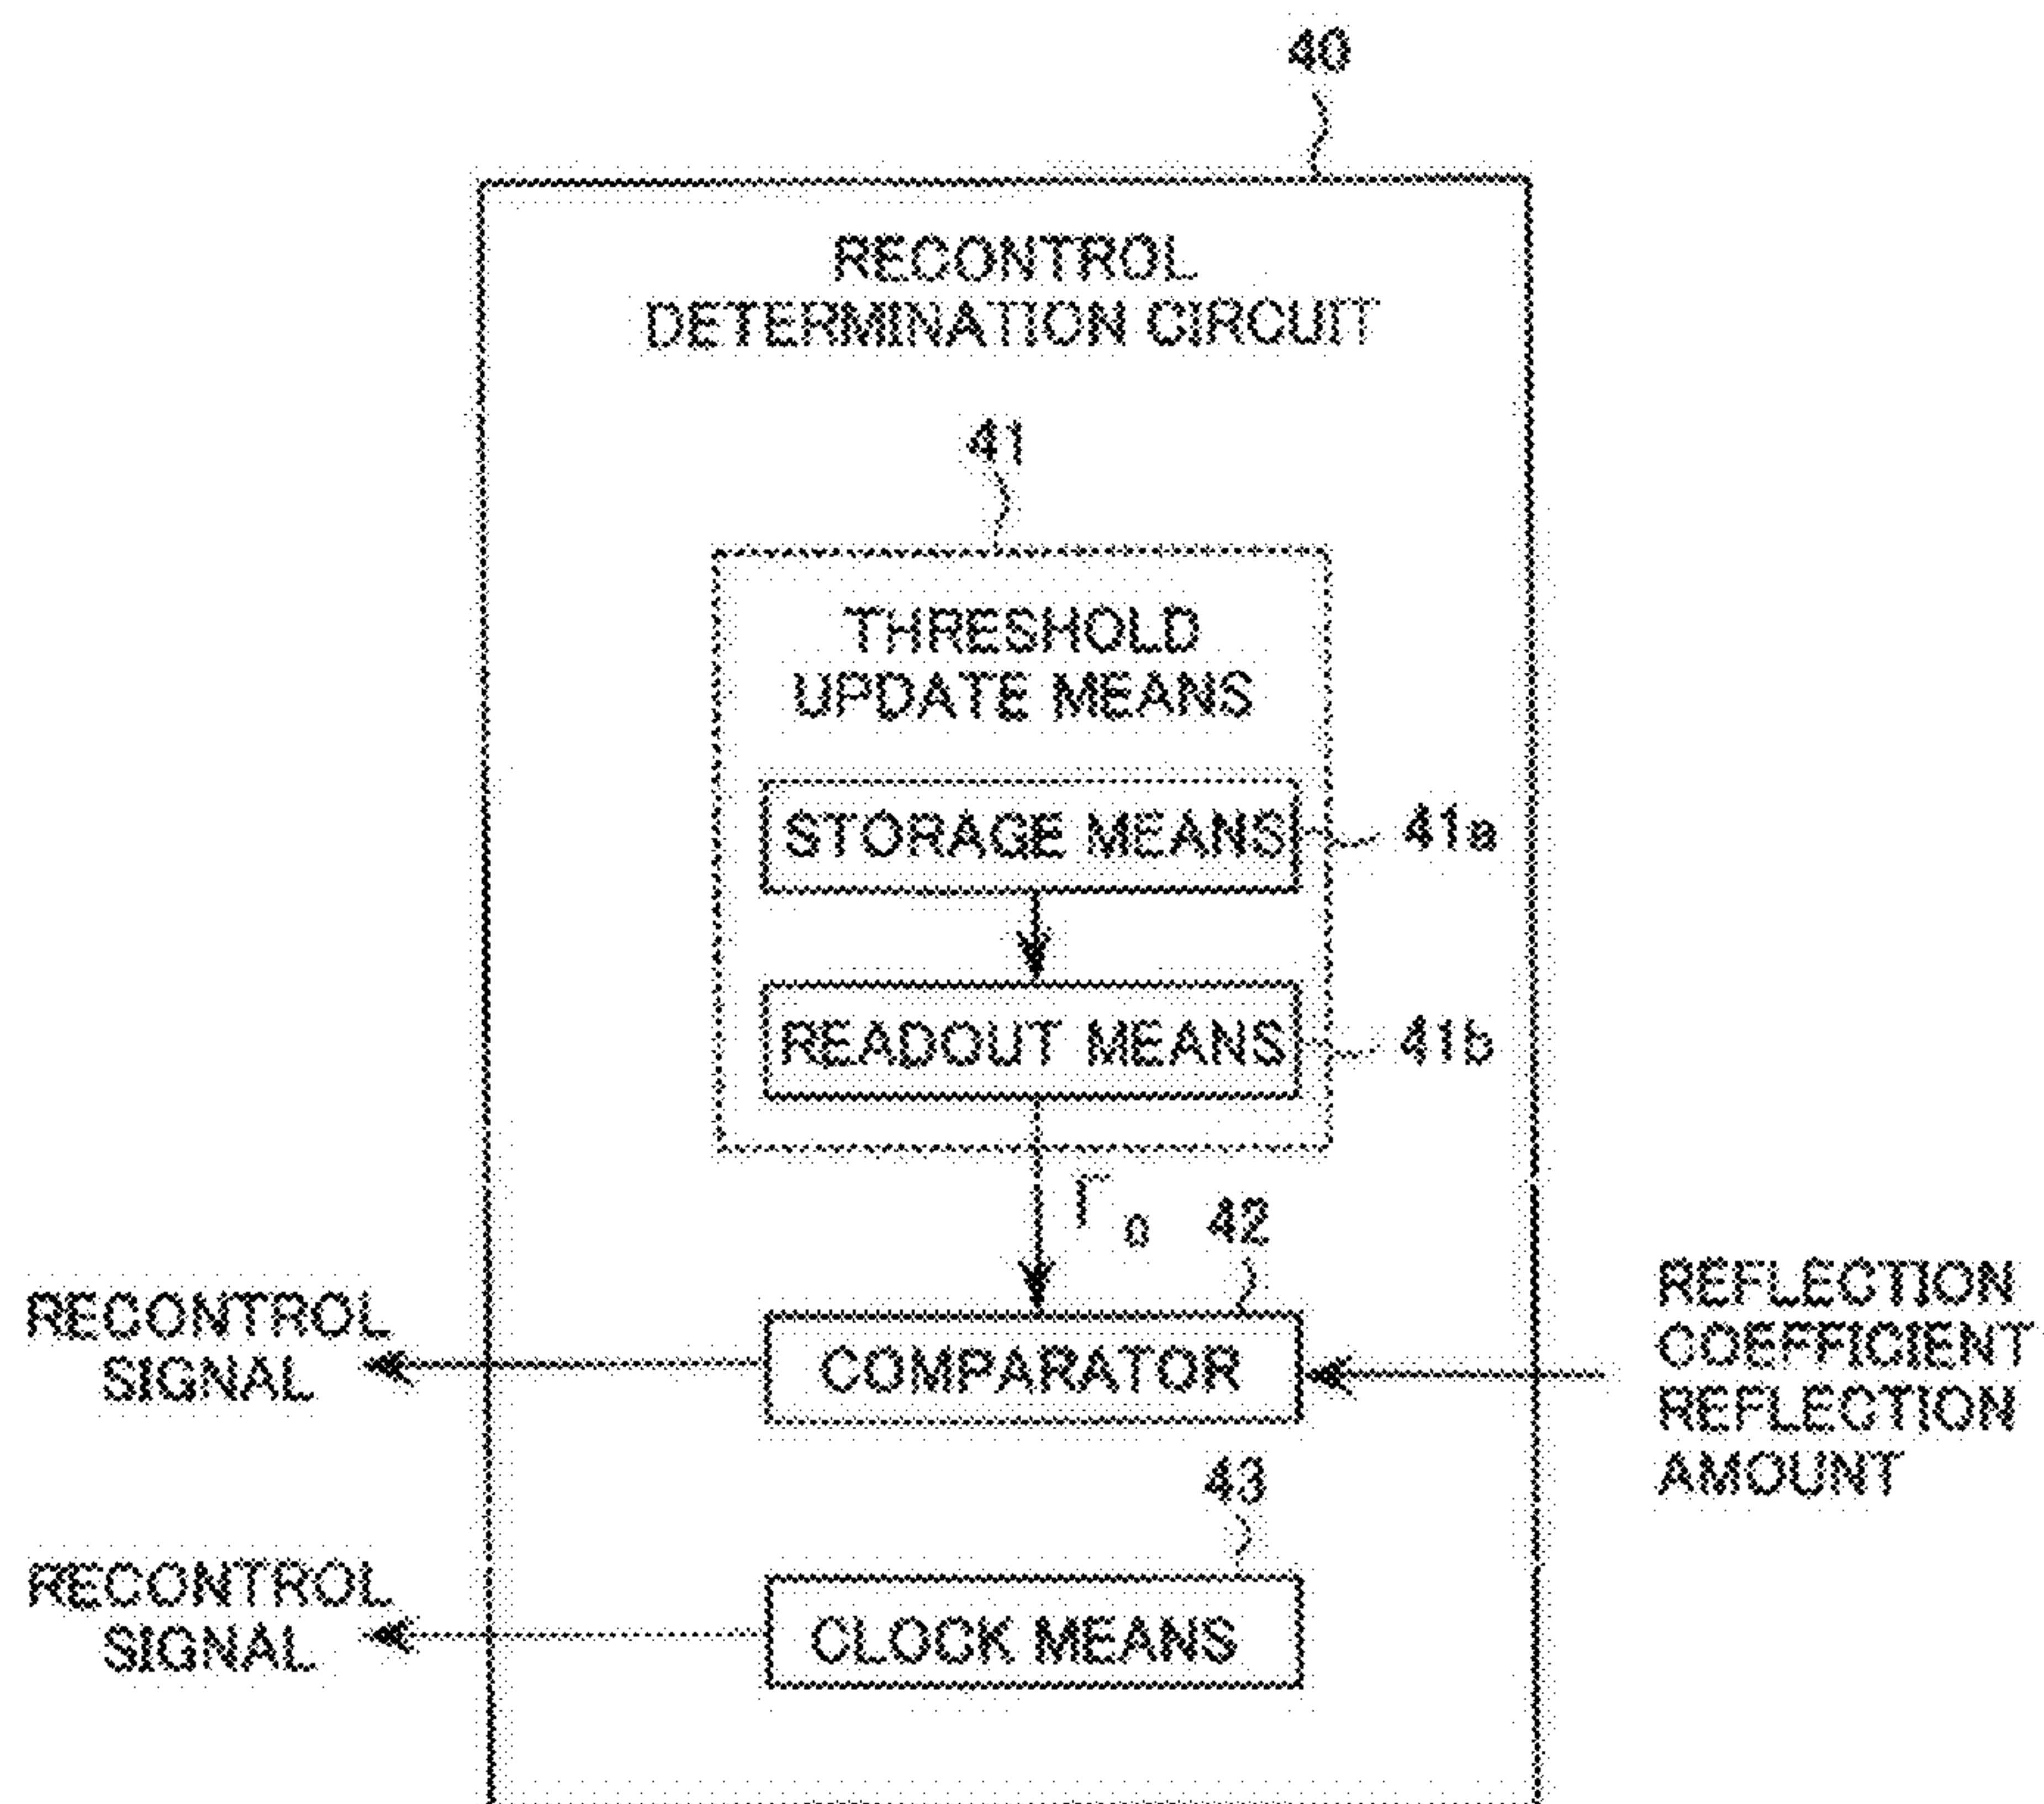 40
RECONTROL
DETERMINATION CIRCUIT
41
THRESHOLD
UPDATE MEANS
STORAGE MEANS
41a
READOUT MEANS
41b
Γ0
42
RECONTROL
SIGNAL
COMPARATOR
REFLECTION
COEFFICIENT
REFLECTION
AMOUNT
43
RECONTROL
SIGNAL
CLOCK MEANS